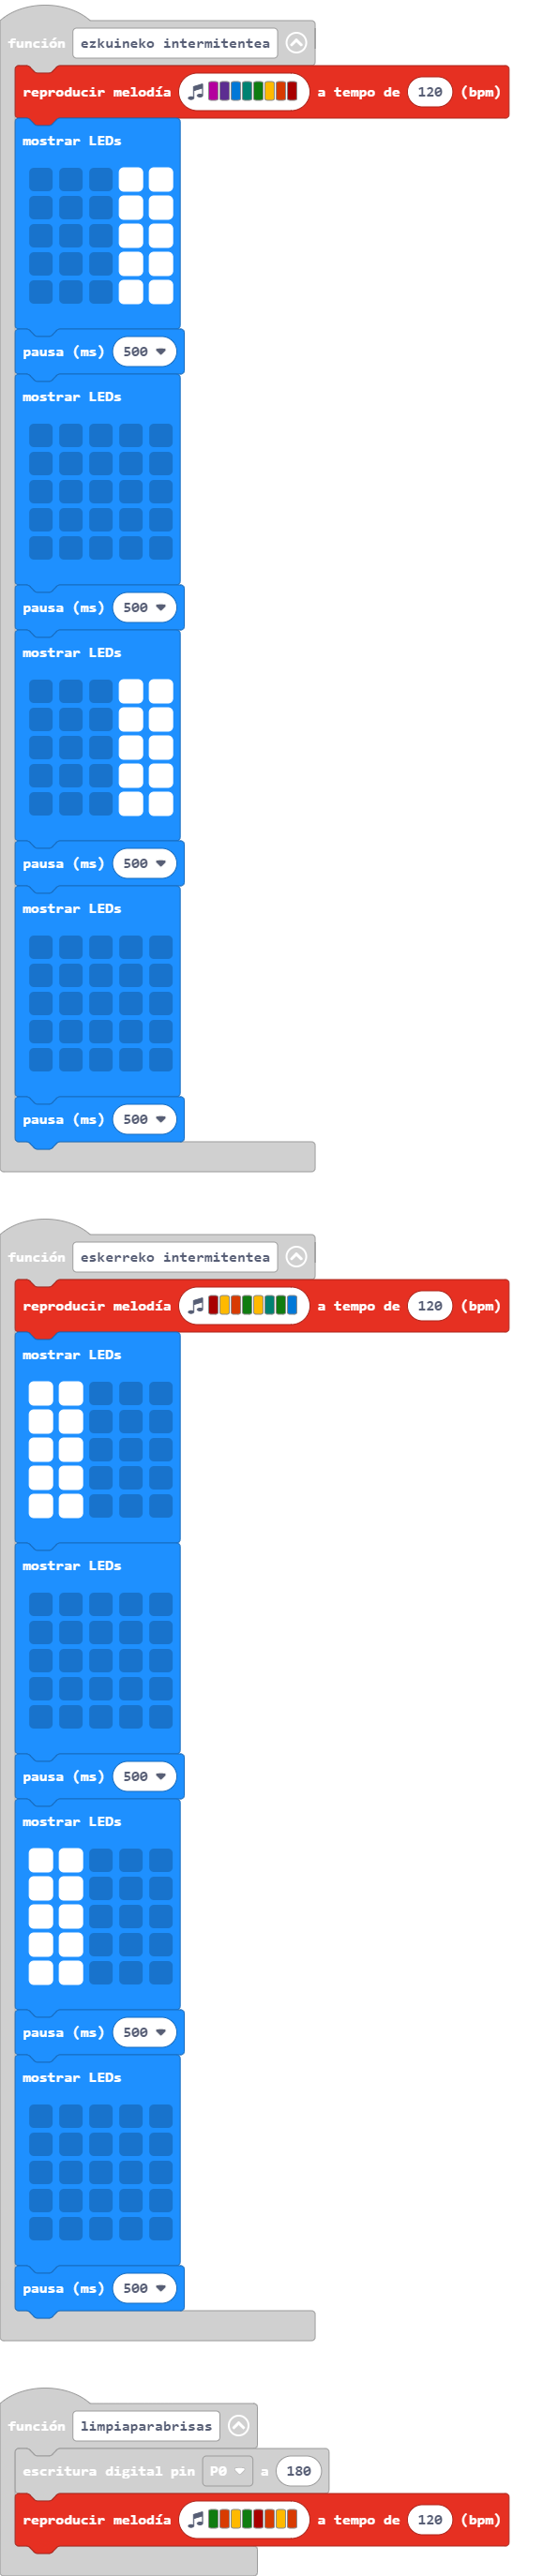 función ezkuineko intermitentea
reproducir melodía a tempo de 120 (bpm)
mostrar LEDs
pausa (ms) 500
mostrar LEDs
pausa (ms) 500
mostrar LEDs
pausa (ms) 500
mostrar LEDs
pausa (ms) 500
función eskerreko intermitentea
reproducir melodía a tempo de 120 (bpm)
mostrar LEDs
mostrar LEDs
pausa (ms) 500
mostrar LEDs
pausa (ms) 500
mostrar LEDs
pausa (ms) 500
función limpiaparabrisas
escritura digital pin P0 a 180
reproducir melodía a tempo de 120 (bpm)